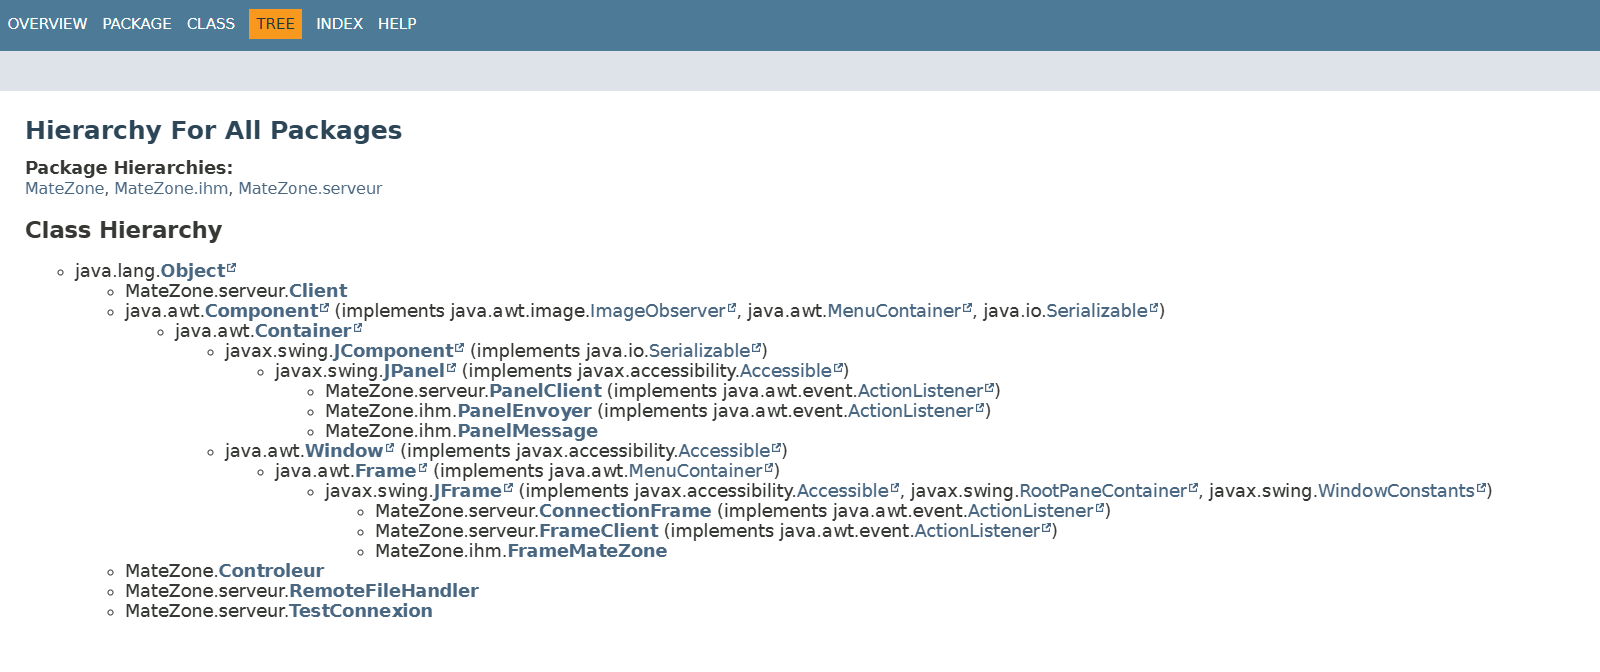 OVERVIEW PACKAGE CLASS TREE INDEX HELP
Hierarchy For All Packages
Package Hierarchies:
MateZone, MateZone.ihm, MateZone.serveur
Class Hierarchy
java.lang.Object
MateZone.serveur.Client
java.awt.Component (implements java.awt.image.ImageObserver, java.awt.MenuContainer, java.io.Serializable)
java.awt.Container
javax.swing.JComponent (implements java.io.Serializable)
javax.swing.JPanel (implements javax.accessibility.Accessible)
MateZone.serveur.PanelClient (implements java.awt.event.ActionListener)
MateZone.ihm.PanelEnvoyer (implements java.awt.event.ActionListener)
MateZone.ihm.PanelMessage
java.awt.Window (implements javax.accessibility.Accessible)
java.awt.Frame (implements java.awt.MenuContainer)
javax.swing.JFrame (implements javax.accessibility.Accessible, javax.swing.RootPaneContainer, javax.swing.WindowConstants)
MateZone.serveur.ConnectionFrame (implements java.awt.event.ActionListener)
MateZone.serveur.FrameClient (implements java.awt.event.ActionListener)
MateZone.ihm.FrameMateZone
MateZone.Controleur
MateZone.serveur.RemoteFileHandler
MateZone.serveur.TestConnexion